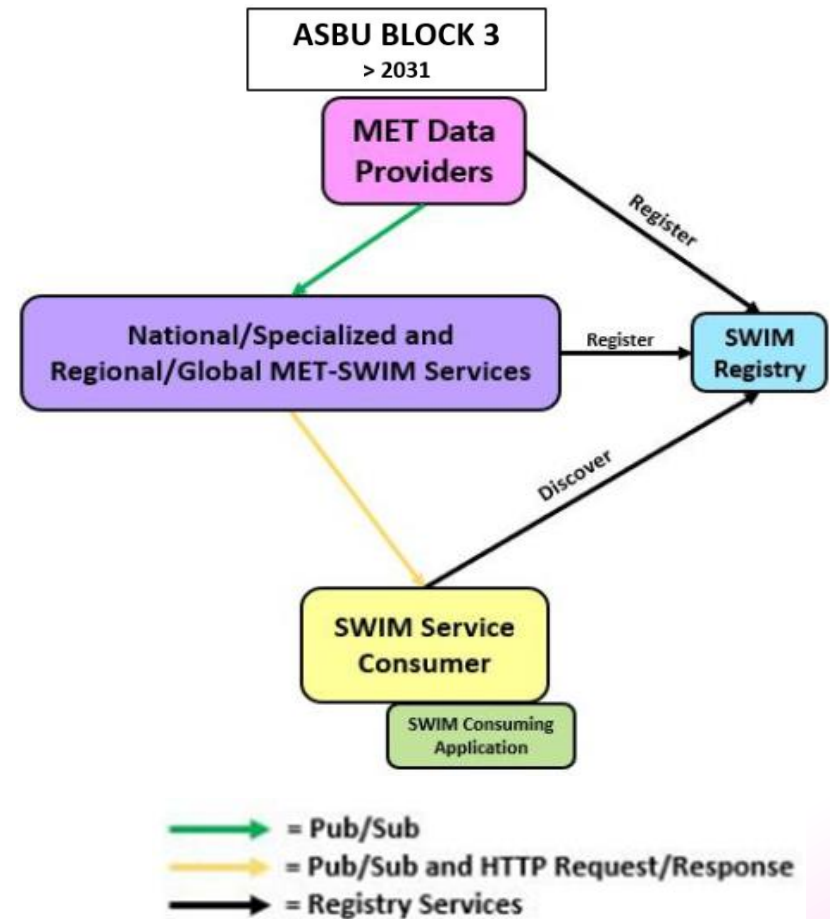 ASBU BLOCK 3
> 2031
MET Data
Providers
Register
National/Specialized and
Regional/Global MET-SWIM Services
Register
SWIM
Registry
Discover
SWIM Service
Consumer
SWIM Consuming
Application
= Pub/Sub
= Pub/Sub and HTTP Request/Response
= Registry Services